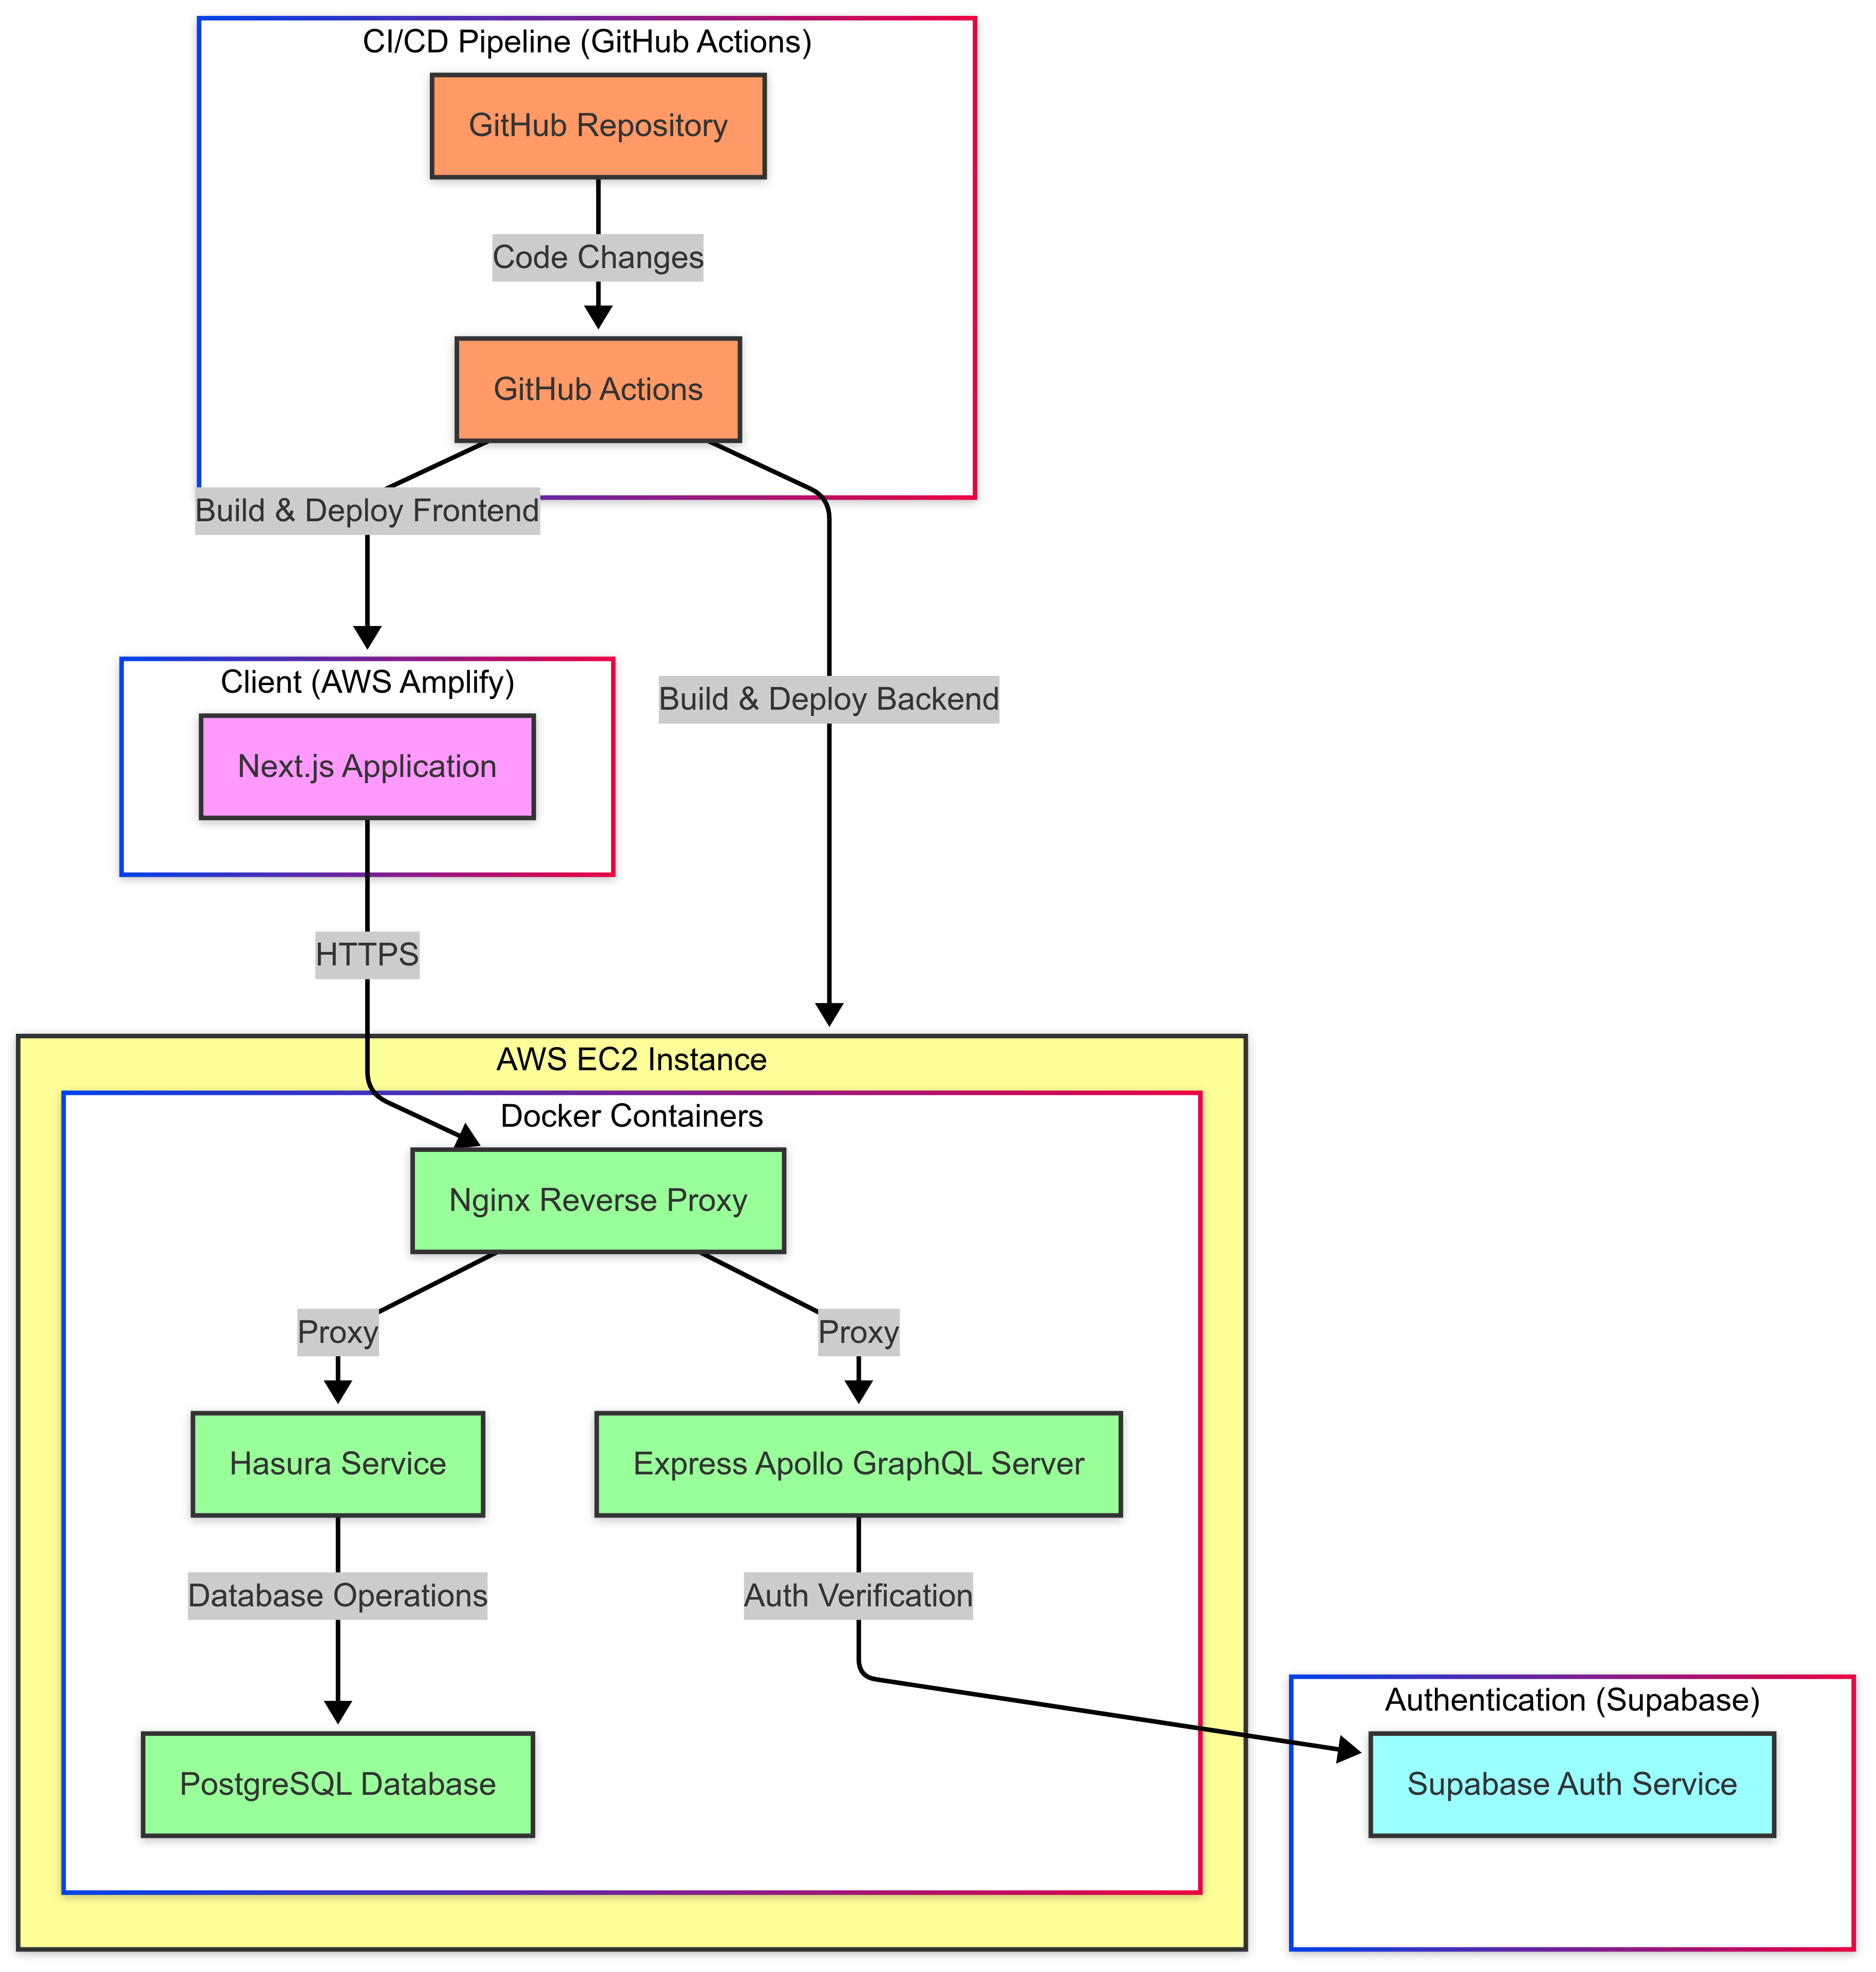 CI/CD Pipeline (GitHub Actions)
GitHub Repository
Code Changes
GitHub Actions
Build & Deploy Frontend
Client (AWS Amplify)
Build & Deploy Backend
Next.js Application
HTTPS
AWS EC2 Instance
Docker Containers
Nginx Reverse Proxy
Proxy
Proxy
Hasura Service
Express Apollo GraphQL Server
Database Operations
Auth Verification
Authentication (Supabase)
PostgreSQL Database
Supabase Auth Service